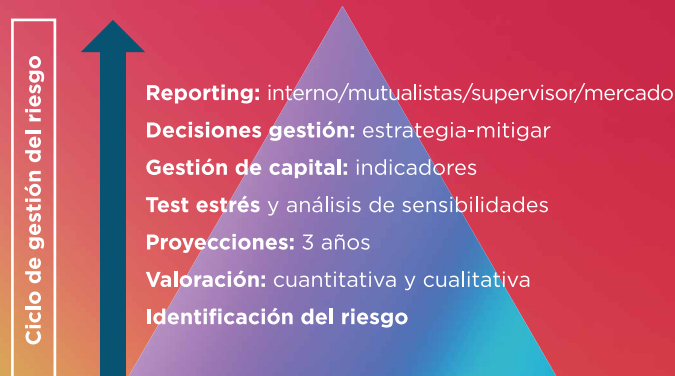 Ciclo de gestión del riesgo
Reporting: interno/mutualistas/supervisor/mercado
Decisiones gestión: estrategia-mitigar
Gestión de capital: indicadores
Test estrés y análisis de sensibilidades
Proyecciones: 3 años
Valoración: cuantitativa y cualitativa
Identificación del riesgo